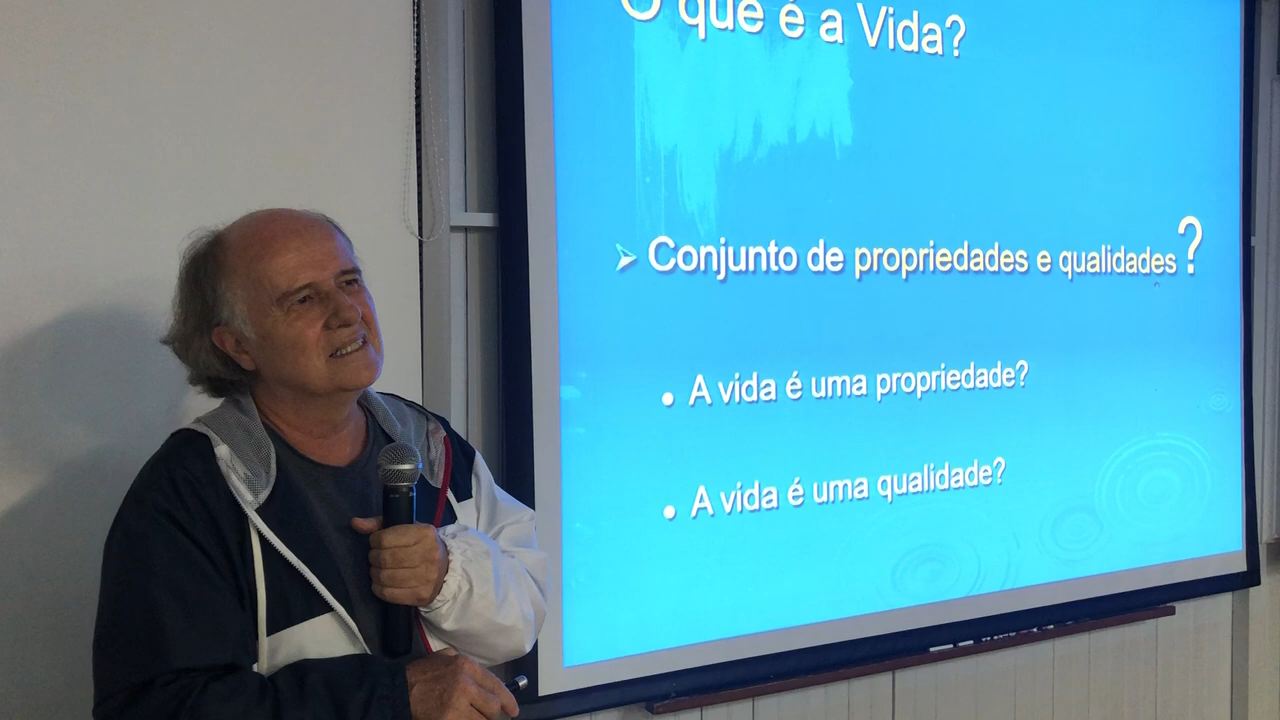 O que é a Vida?
Conjunto de propriedades e qualidades?
A vida é uma propriedade?
A vida é uma qualidade?